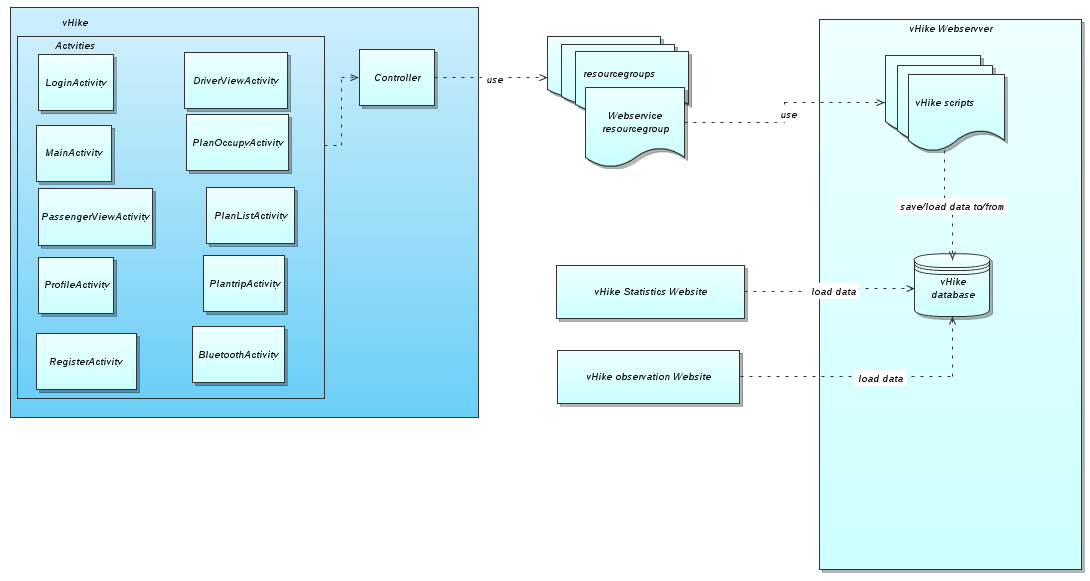 vHike
Actvities
LoginActivity
DriverViewActivity
MainActivity
PlanOccupyActivity
PassengerViewActivity
PlanListActivity
ProfileActivity
PlantripActivity
RegisterActivity
BluetoothActivity
Controller
use
resourcegroups
Webservice
resourcegroup
use
vHike Webservver
vHike scripts
save/load data to/from
vHike
database
vHike Statistics Website
load data
vHike observation Website
load data